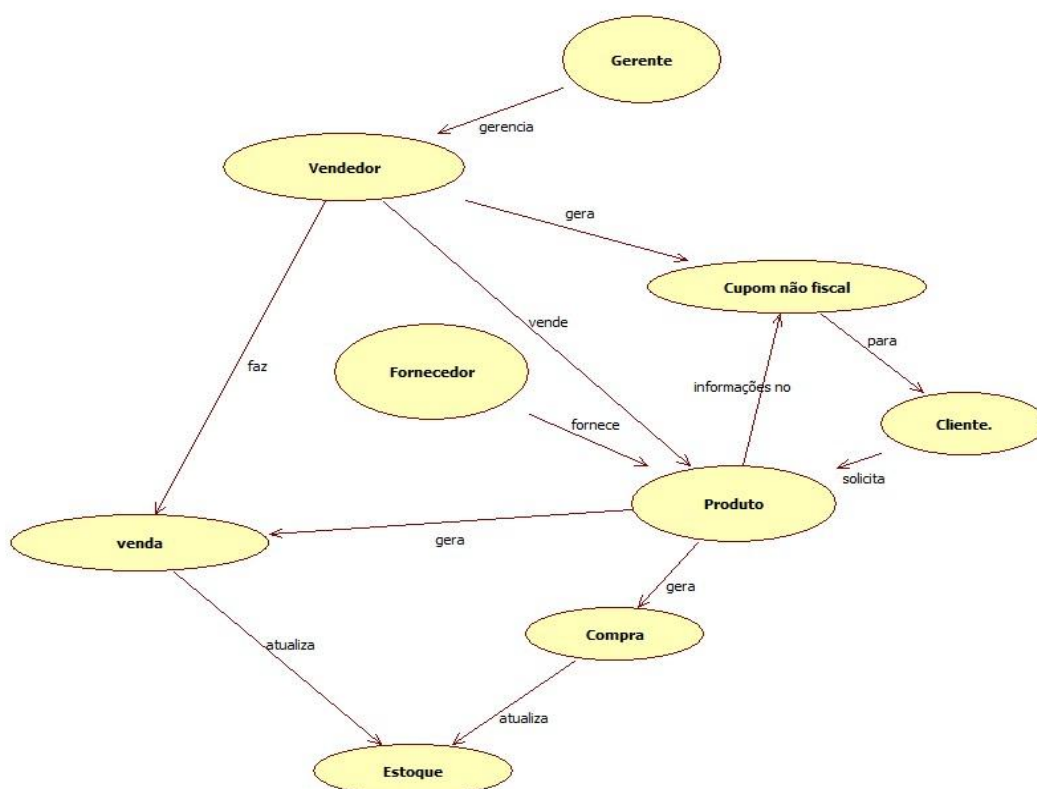 Gerente
gerencia
Vendedor
gera
Cupom não fiscal
vende
para
faz
Fornecedor
informações no
fornece
Cliente.
solicita
Produto
gera
venda
gera
Compra
atualiza
atualiza
Estoque